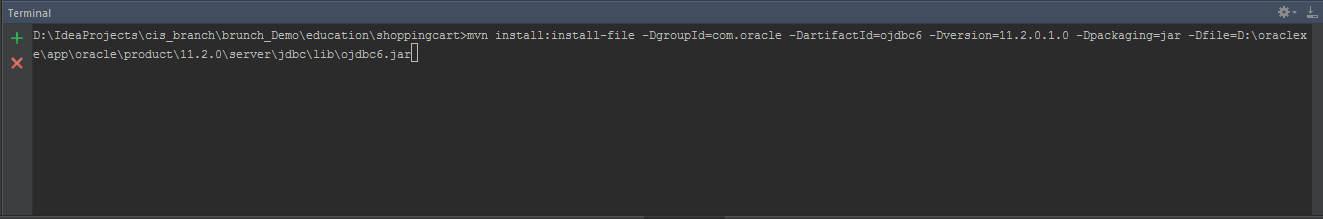 Terminal
D:\IdeaProjects\cis_branch\brunch_Demo\education\shoppingcart>mvn install:install-file -DgroupId=com.oracle -DartifactId=ojdbc6 -Dversion=11.2.0.1.0 -Dpackaging=jar -Dfile=D:\oraclex
e\app\oracle\product\11.2.0\server\jdbc\lib\ojdbc6.jar